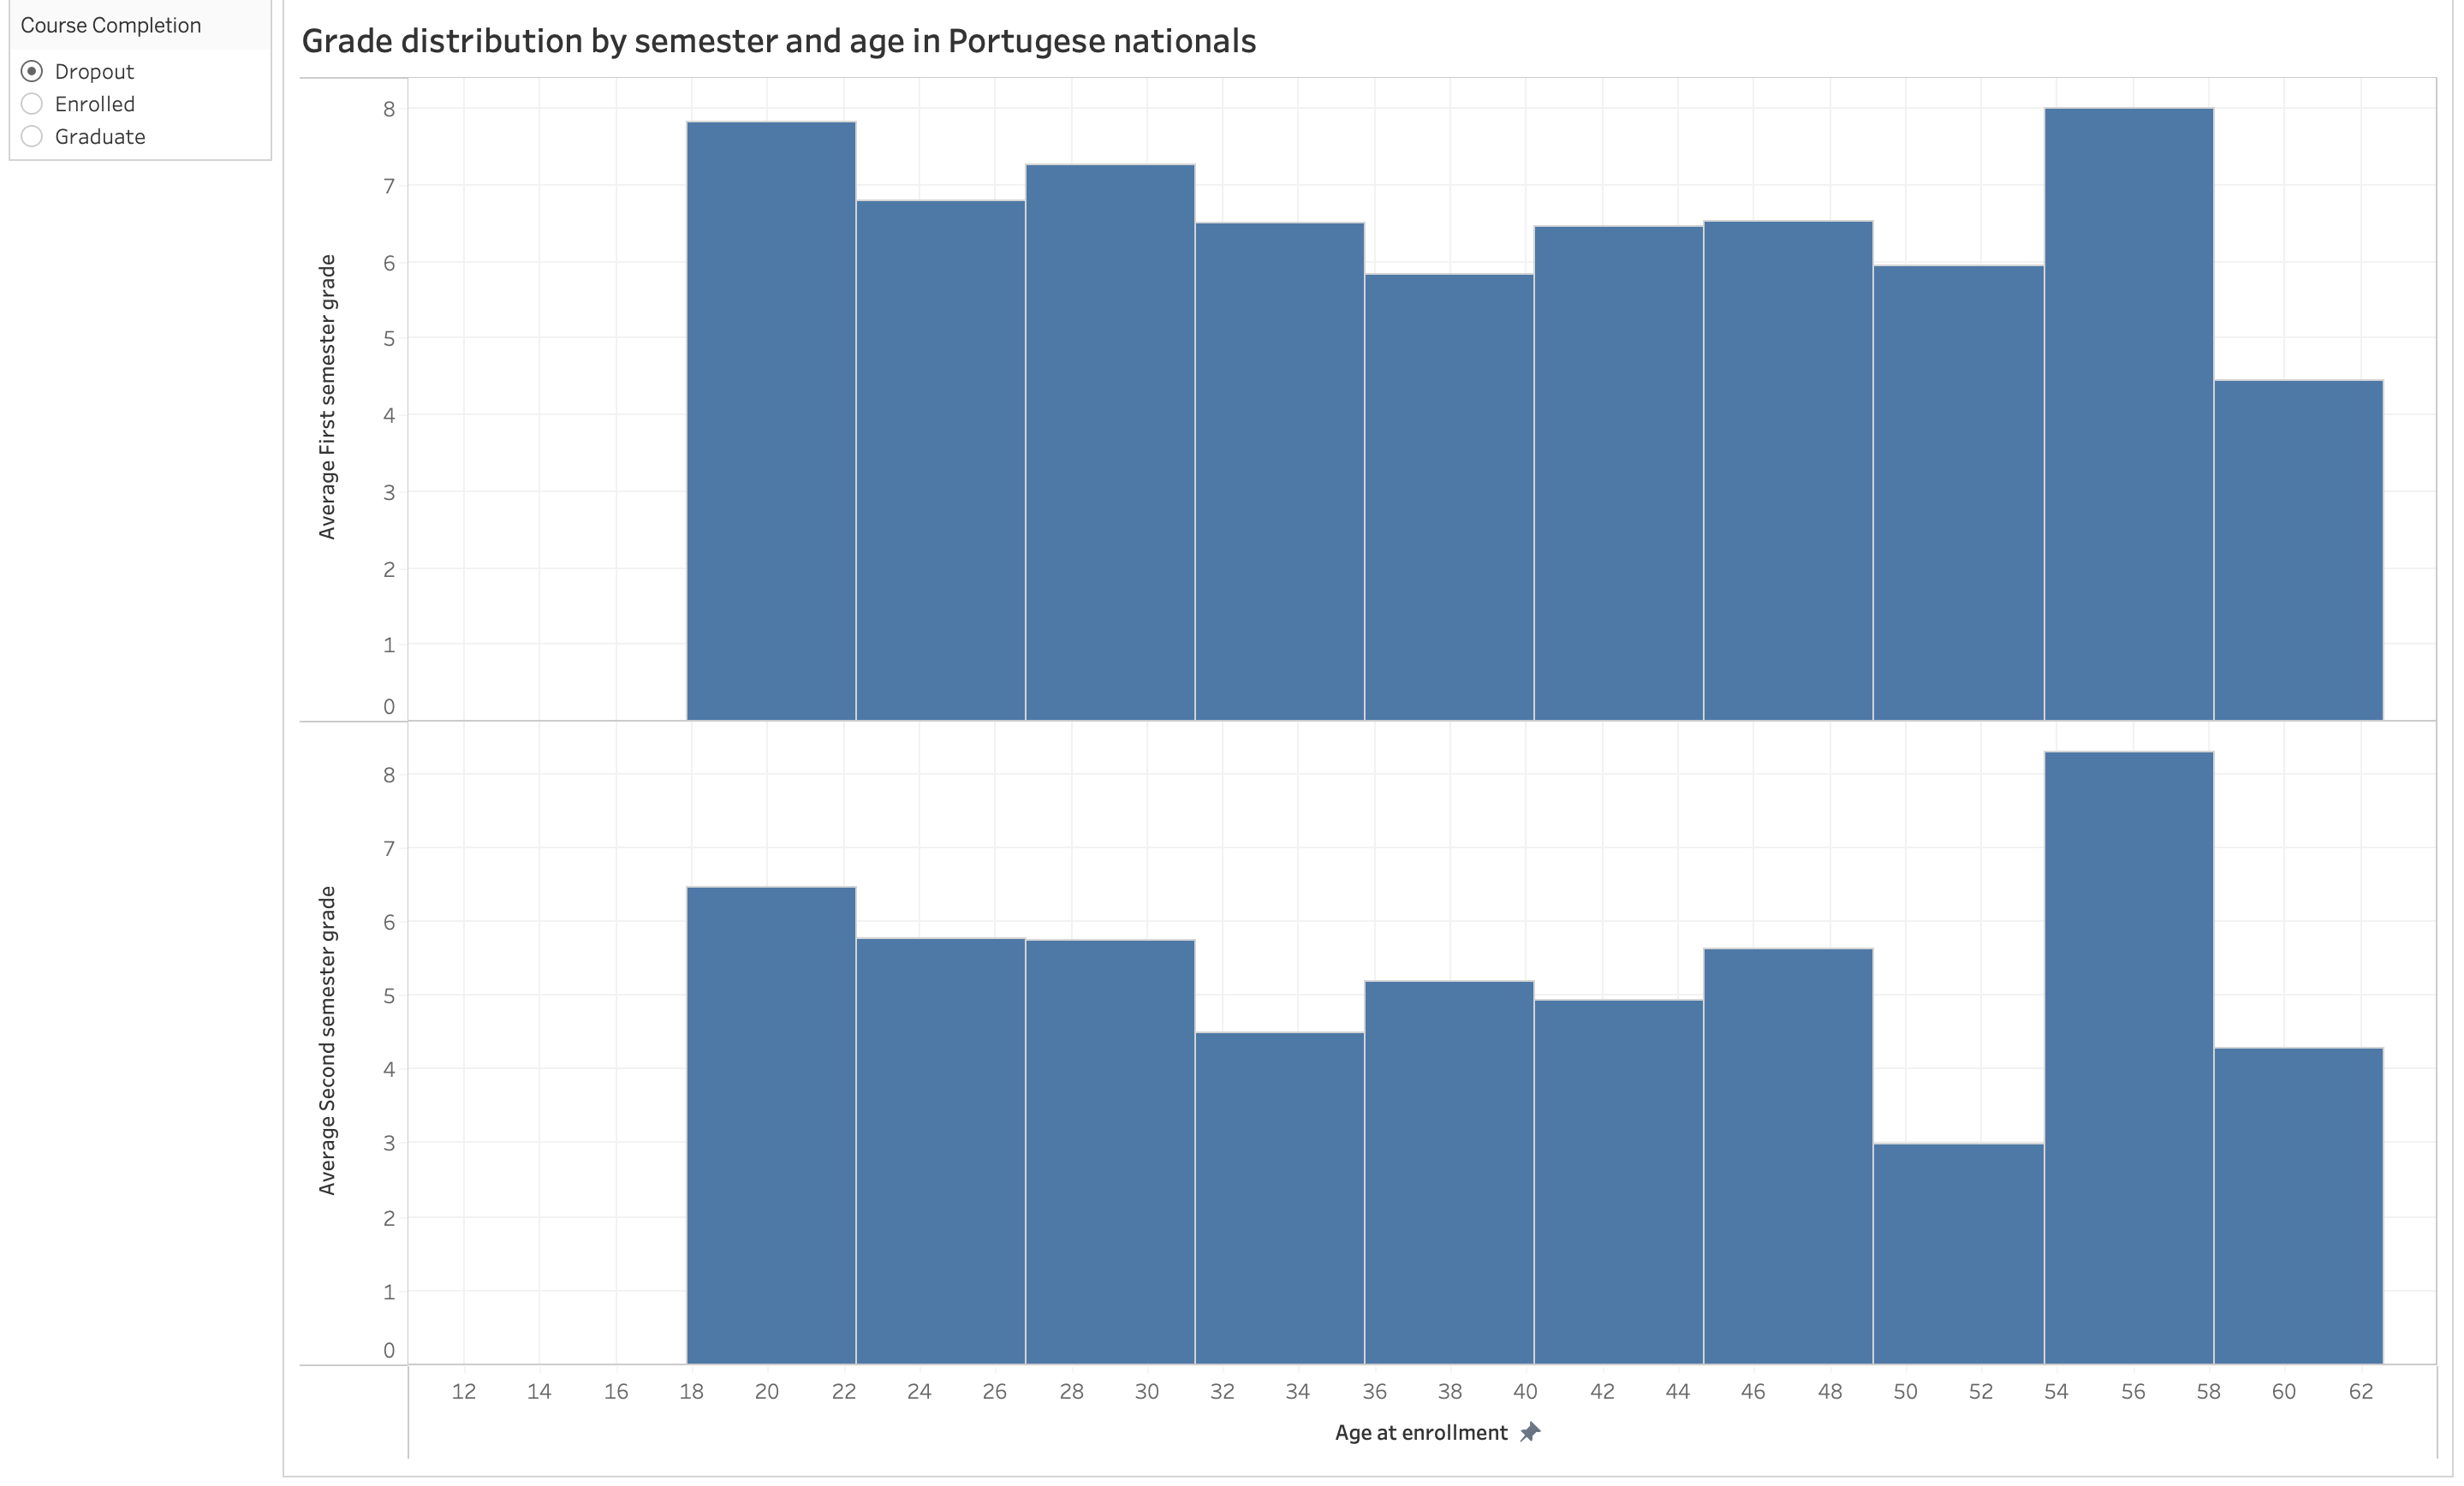 Course Completion
Dropout
Enrolled
Graduate
Grade distribution by semester and age in Portugese nationals
Average First semester grade
8
7
6
5
4
3
2
1
0
Average Second semester grade
8
7
6
5
4
3
2
1
0
12 14 16 18 20 22 24 26 28 30 32 34 36 38 40 42 44 46 48 50 52 54 56 58 60 62
Age at enrollment